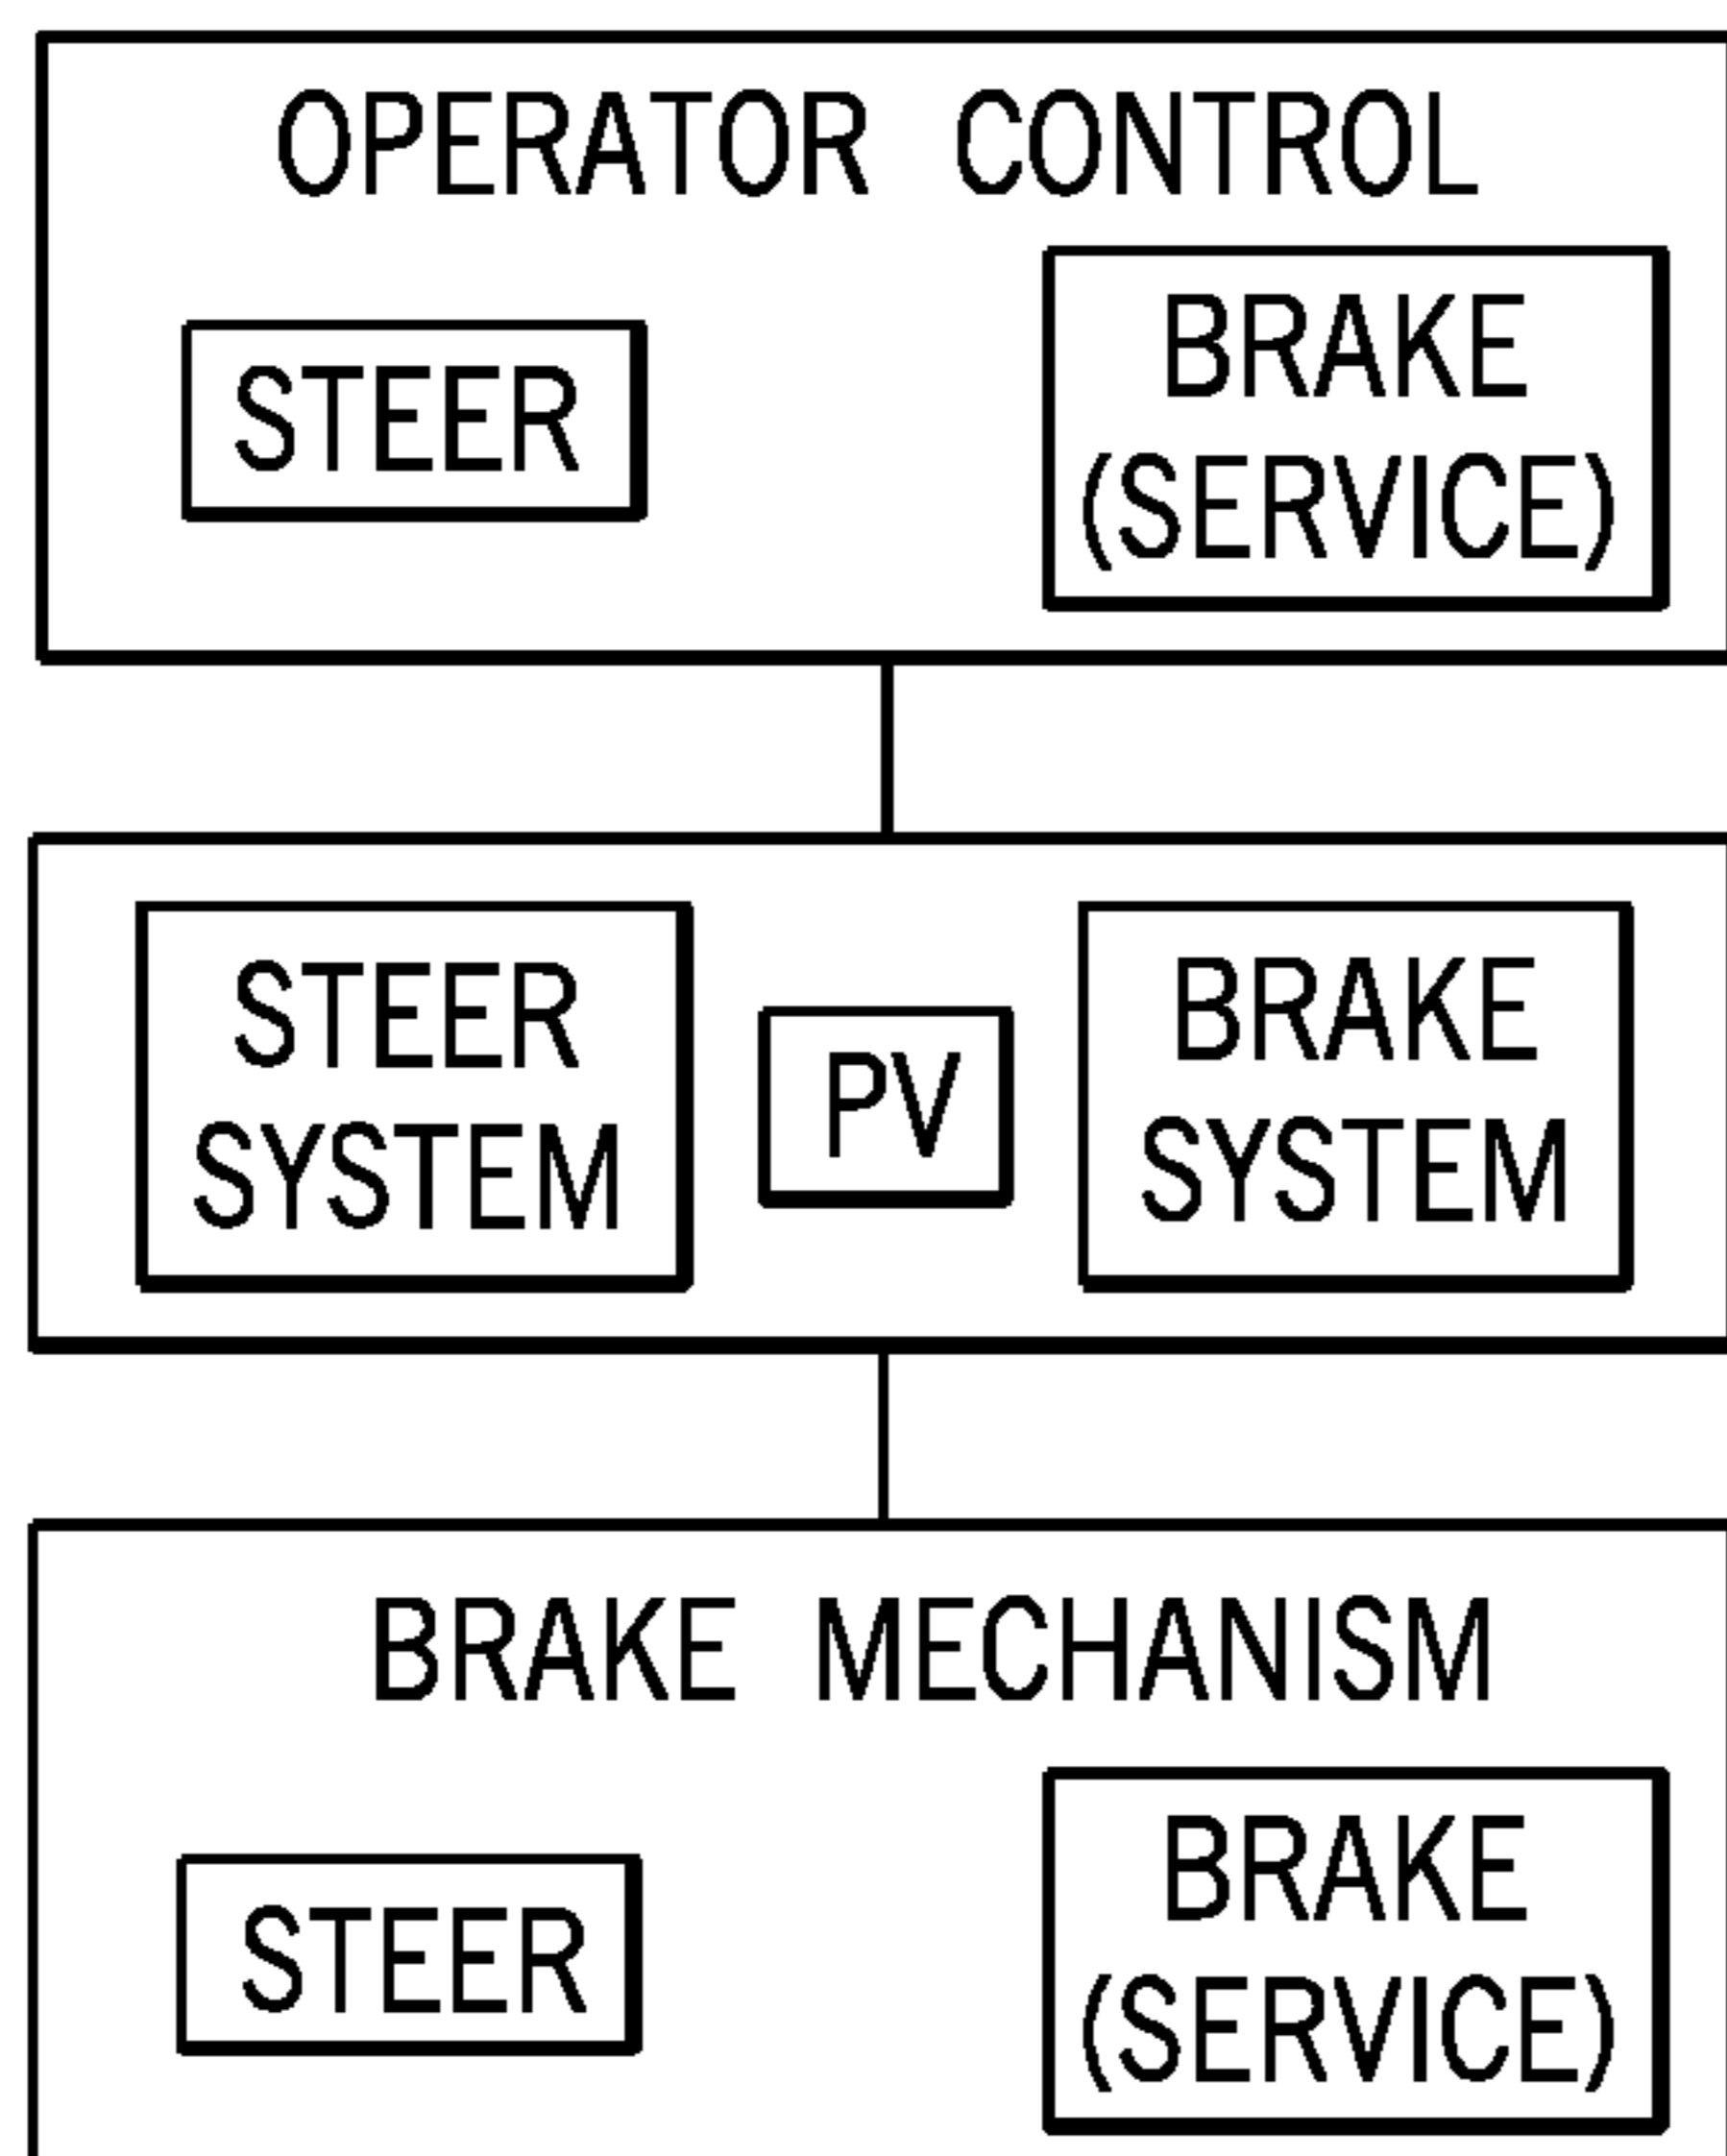 OPERATOR CONTROL
STEER
BRAKE
(SERVICE)
STEER
SYSTEM
PV
BRAKE
SYSTEM
BRAKE MECHANISM
STEER
BRAKE
(SERVICE)